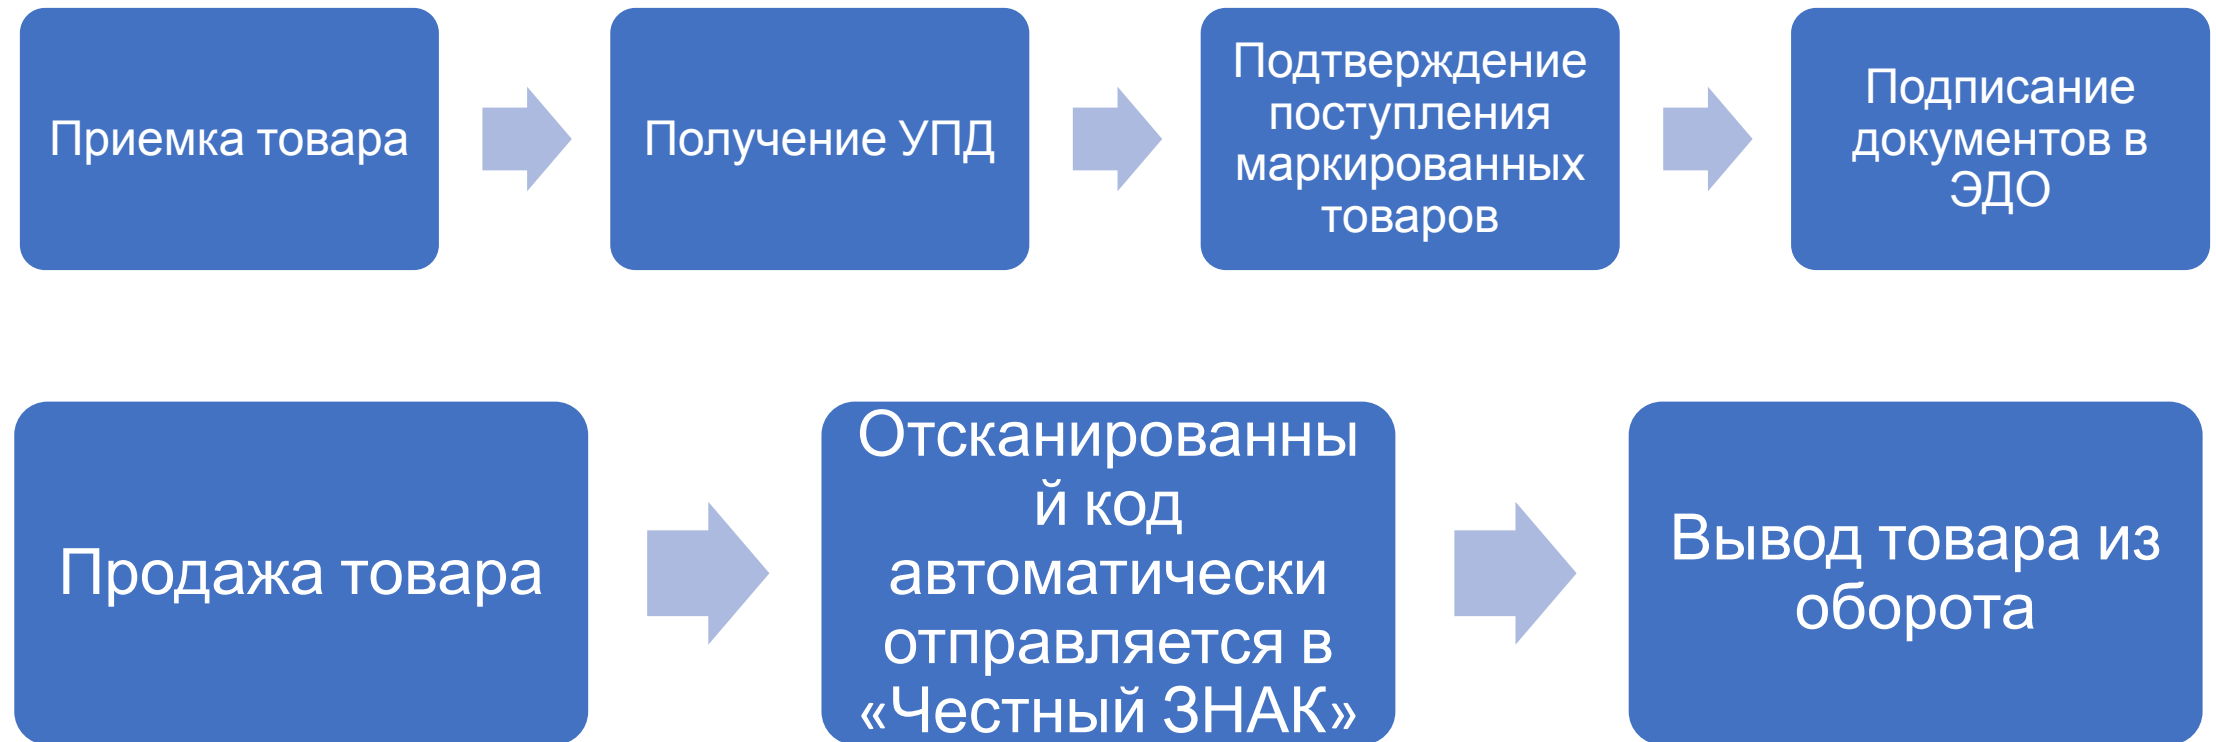 Приемка товара
Получение УПД
Подтверждение
поступления
маркированных
товаров
Подписание
документов в
ЭДО
Продажа товара
Отсканированны
й код
автоматически
отправляется в
«Честный ЗНАК»
Вывод товара из
оборота